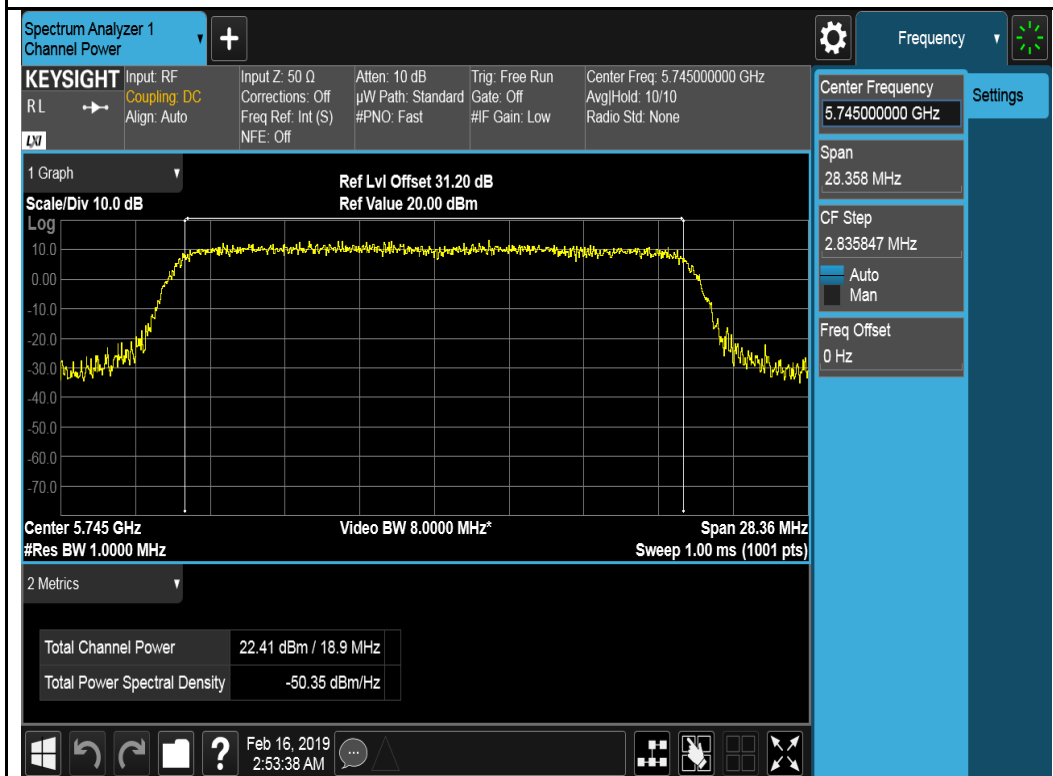 Spectrum Analyzer 1
Channel Power
+
Frequency
KEYSIGHT
R L
LXI
Input: RF
Coupling: DC
Align: Auto
Input Z: 50 Ω
Corrections: Off
Freq Ref: Int (S)
NFE: Off
Atten: 10 dB
µW Path: Standard
#PNO: Fast
Trig: Free Run
Gate: Off
#IF Gain: Low
Center Freq: 5.745000000 GHz
Avg|Hold: 10/10
Radio Std: None
Center Frequency
5.745000000 GHz
Settings
Span
28.358 MHz
CF Step
2.835847 MHz
Auto
Man
Freq Offset
0 Hz
1 Graph
Scale/Div 10.0 dB
Ref Lvl Offset 31.20 dB
Ref Value 20.00 dBm
Log
10.0
0.00
-10.0
-20.0
-30.0
-40.0
-50.0
-60.0
-70.0
Center 5.745 GHz
#Res BW 1.0000 MHz
Video BW 8.0000 MHz*
Span 28.36 MHz
Sweep 1.00 ms (1001 pts)
2 Metrics
Total Channel Power 22.41 dBm / 18.9 MHz
Total Power Spectral Density -50.35 dBm/Hz
?
Feb 16, 2019
2:53:38 AM